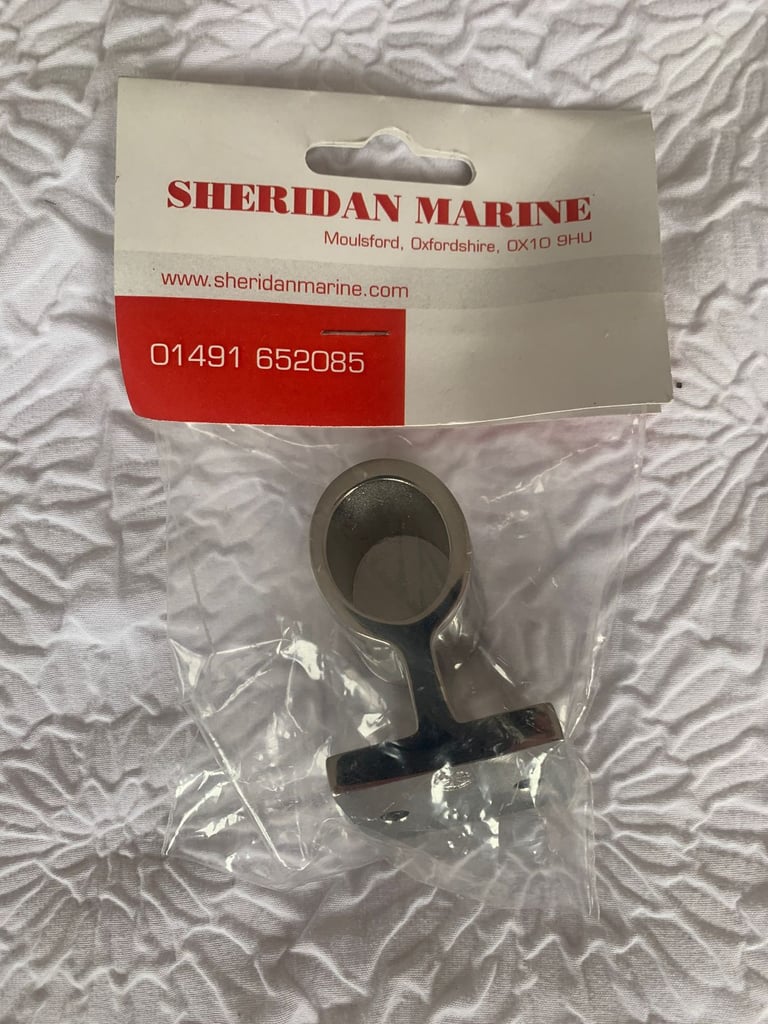 SHERIDAN MARINE
Moulsford, Oxfordshire, OX10 9HU
www.sheridanmarine.com
01491 652085